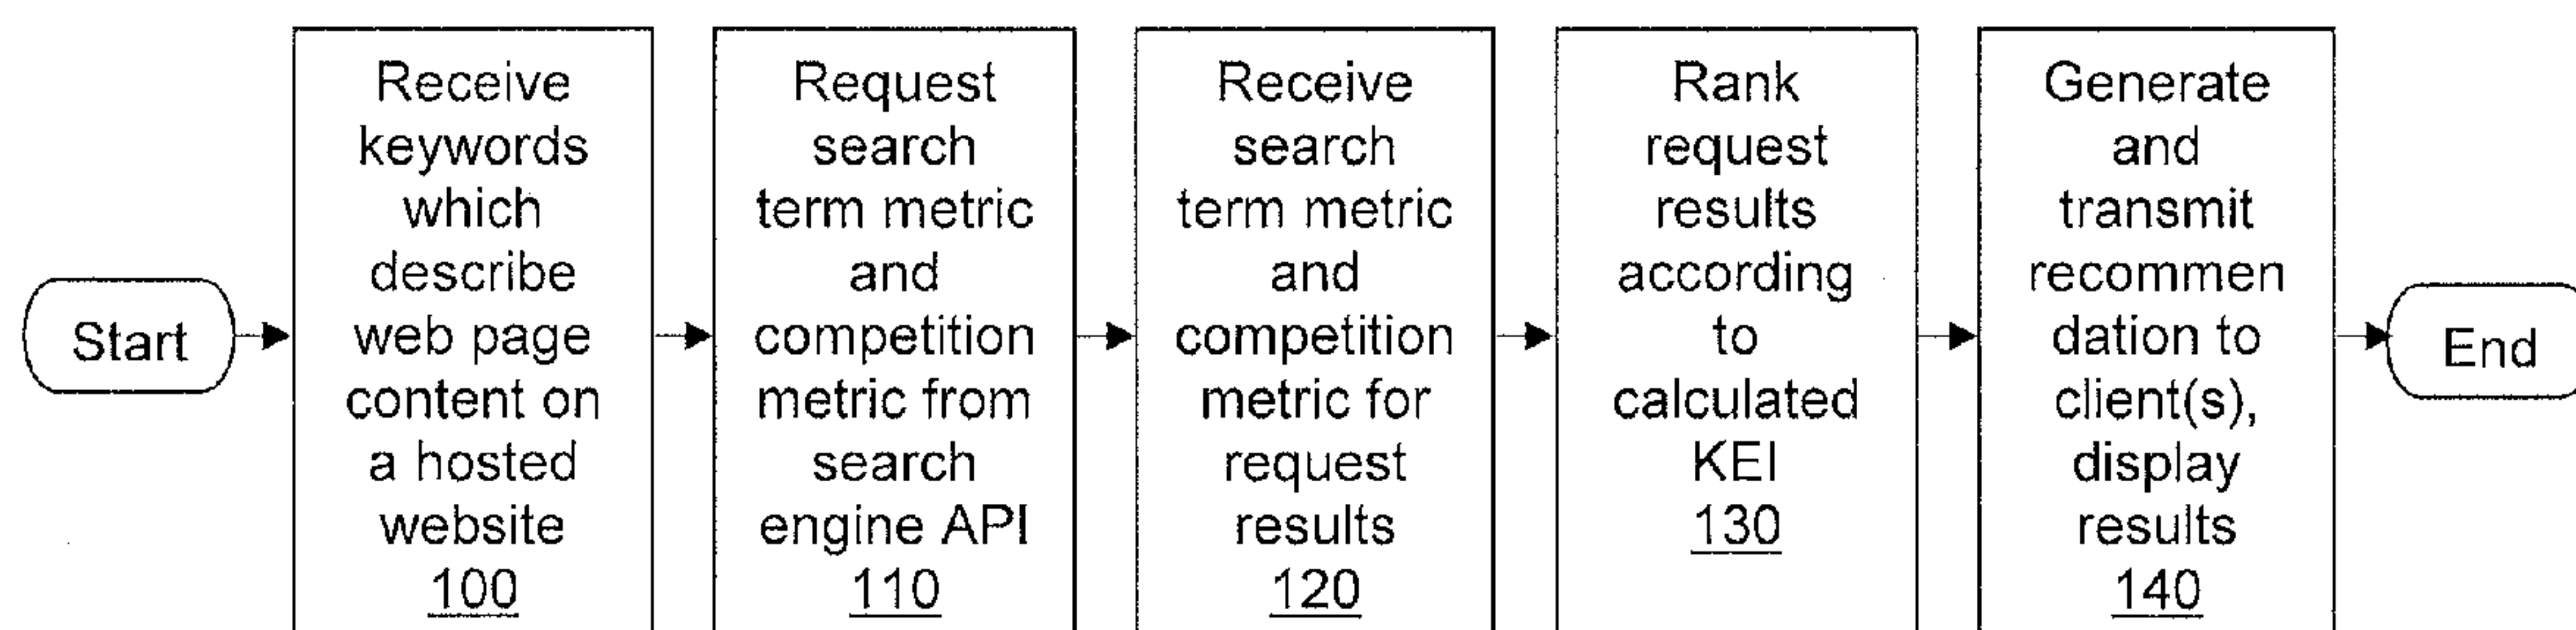 Start
Receive
keywords
which
describe
web page
content on
a hosted
website
100
Request
search
term metric
and
competition
metric from
search
engine API
110
Receive
search
term metric
and
competition
metric for
request
results
120
Rank
request
results
according
to
calculated
KEI
130
Generate
and
transmit
recommen
dation to
client(s),
display
results
140
End